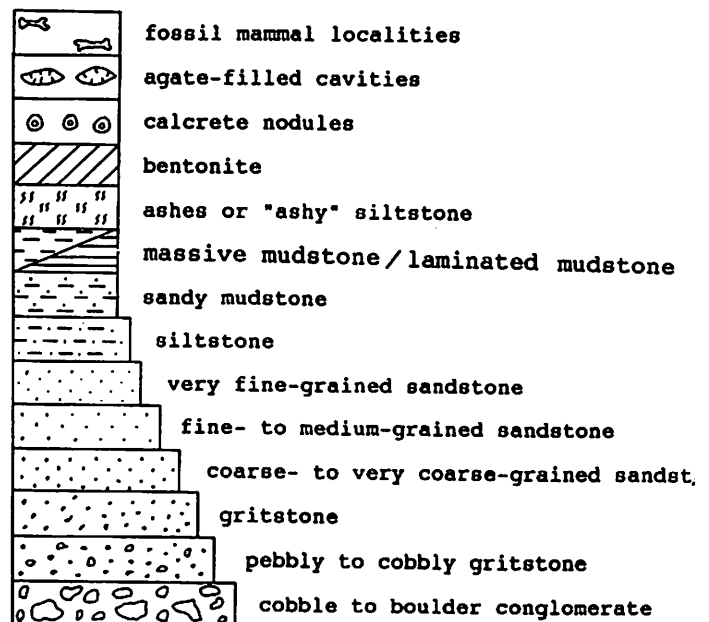 fossil mammal localities
agate-filled cavities
calcrete nodules
bentonite
ashes or "ashy" siltstone
massive mudstone / laminated mudstone
sandy mudstone
siltstone
very fine-grained sandstone
fine- to medium-grained sandstone
coarse- to very coarse-grained sandst.
gritstone
pebbly to cobbly gritstone
cobble to boulder conglomerate